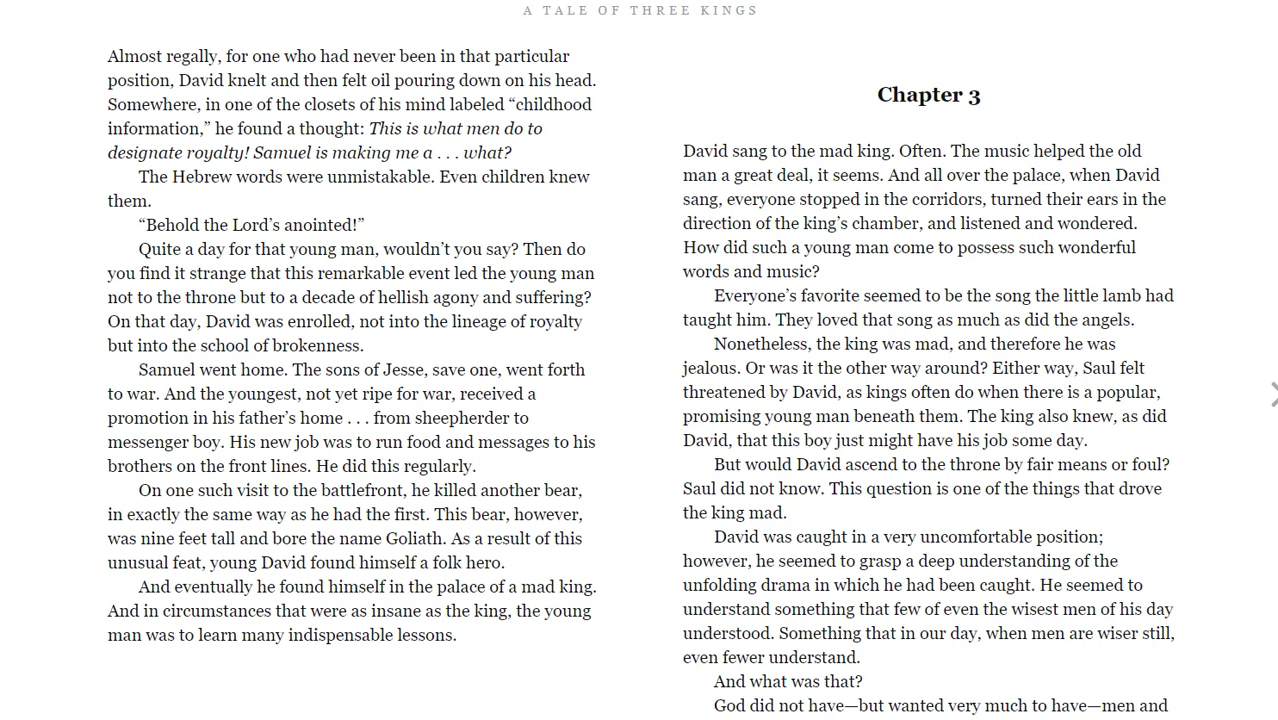 A TALE OF THREE KINGS
Almost regally, for one who had never been in that particular
position, David knelt and then felt oil pouring down on his head.
Somewhere, in one of the closets of his mind labeled “childhood
information,” he found a thought: This is what men do to
designate royalty! Samuel is making me a . . . what?
The Hebrew words were unmistakable. Even children knew
them.
“Behold the Lord’s anointed!”
Quite a day for that young man, wouldn’t you say? Then do
you find it strange that this remarkable event led the young man
not to the throne but to a decade of hellish agony and suffering?
On that day, David was enrolled, not into the lineage of royalty
but into the school of brokenness.
Samuel went home. The sons of Jesse, save one, went forth
to war. And the youngest, not yet ripe for war, received a
promotion in his father’s home . . . from sheepherder to
messenger boy. His new job was to run food and messages to his
brothers on the front lines. He did this regularly.
On one such visit to the battlefront, he killed another bear,
in exactly the same way as he had the first. This bear, however,
was nine feet tall and bore the name Goliath. As a result of this
unusual feat, young David found himself a folk hero.
And eventually he found himself in the palace of a mad king.
And in circumstances that were as insane as the king, the young
man was to learn many indispensable lessons.
Chapter 3
David sang to the mad king. Often. The music helped the old
man a great deal, it seems. And all over the palace, when David
sang, everyone stopped in the corridors, turned their ears in the
direction of the king’s chamber, and listened and wondered.
How did such a young man come to possess such wonderful
words and music?
Everyone’s favorite seemed to be the song the little lamb had
taught him. They loved that song as much as did the angels.
Nonetheless, the king was mad, and therefore he was
jealous. Or was it the other way around? Either way, Saul felt
threatened by David, as kings often do when there is a popular,
promising young man beneath them. The king also knew, as did
David, that this boy just might have his job some day.
But would David ascend to the throne by fair means or foul?
Saul did not know. This question is one of the things that drove
the king mad.
David was caught in a very uncomfortable position;
however, he seemed to grasp a deep understanding of the
unfolding drama in which he had been caught. He seemed to
understand something that few of even the wisest men of his day
understood. Something that in our day, when men are wiser still,
even fewer understand.
And what was that?
God did not have—but wanted very much to have—men and